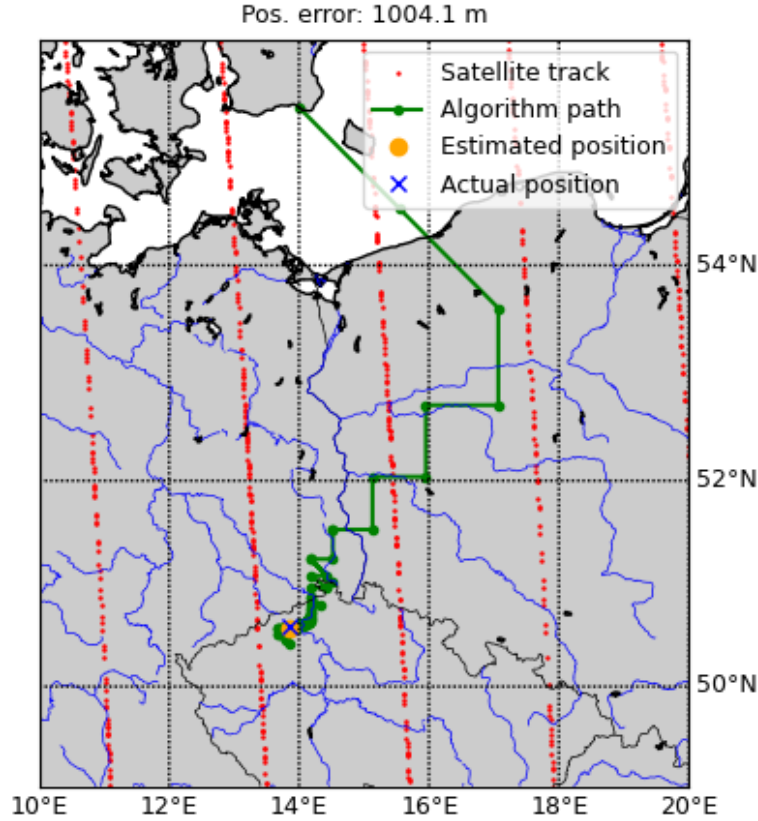 Pos. error: 1004.1 m
Satellite track
Algorithm path
Estimated position
Actual position
54°N
52°N
50°N
10°E 12°E 14°E 16°E 18°E 20°E